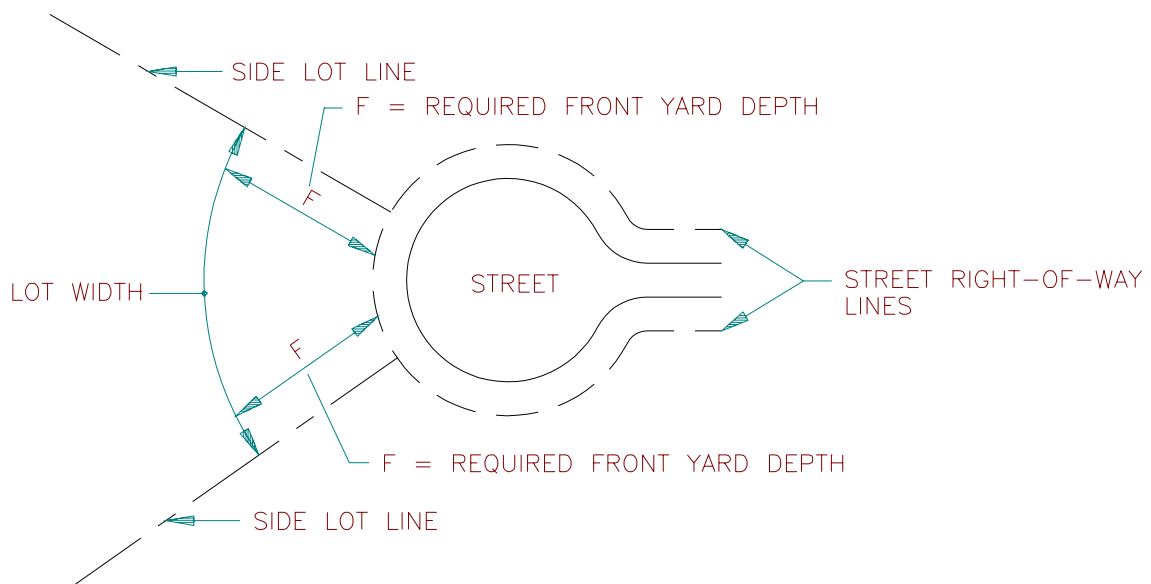 SIDE LOT LINE
F = REQUIRED FRONT YARD DEPTH
F
STREET
STREET RIGHT-OF-WAY
LINES
LOT WIDTH
F
F = REQUIRED FRONT YARD DEPTH
SIDE LOT LINE